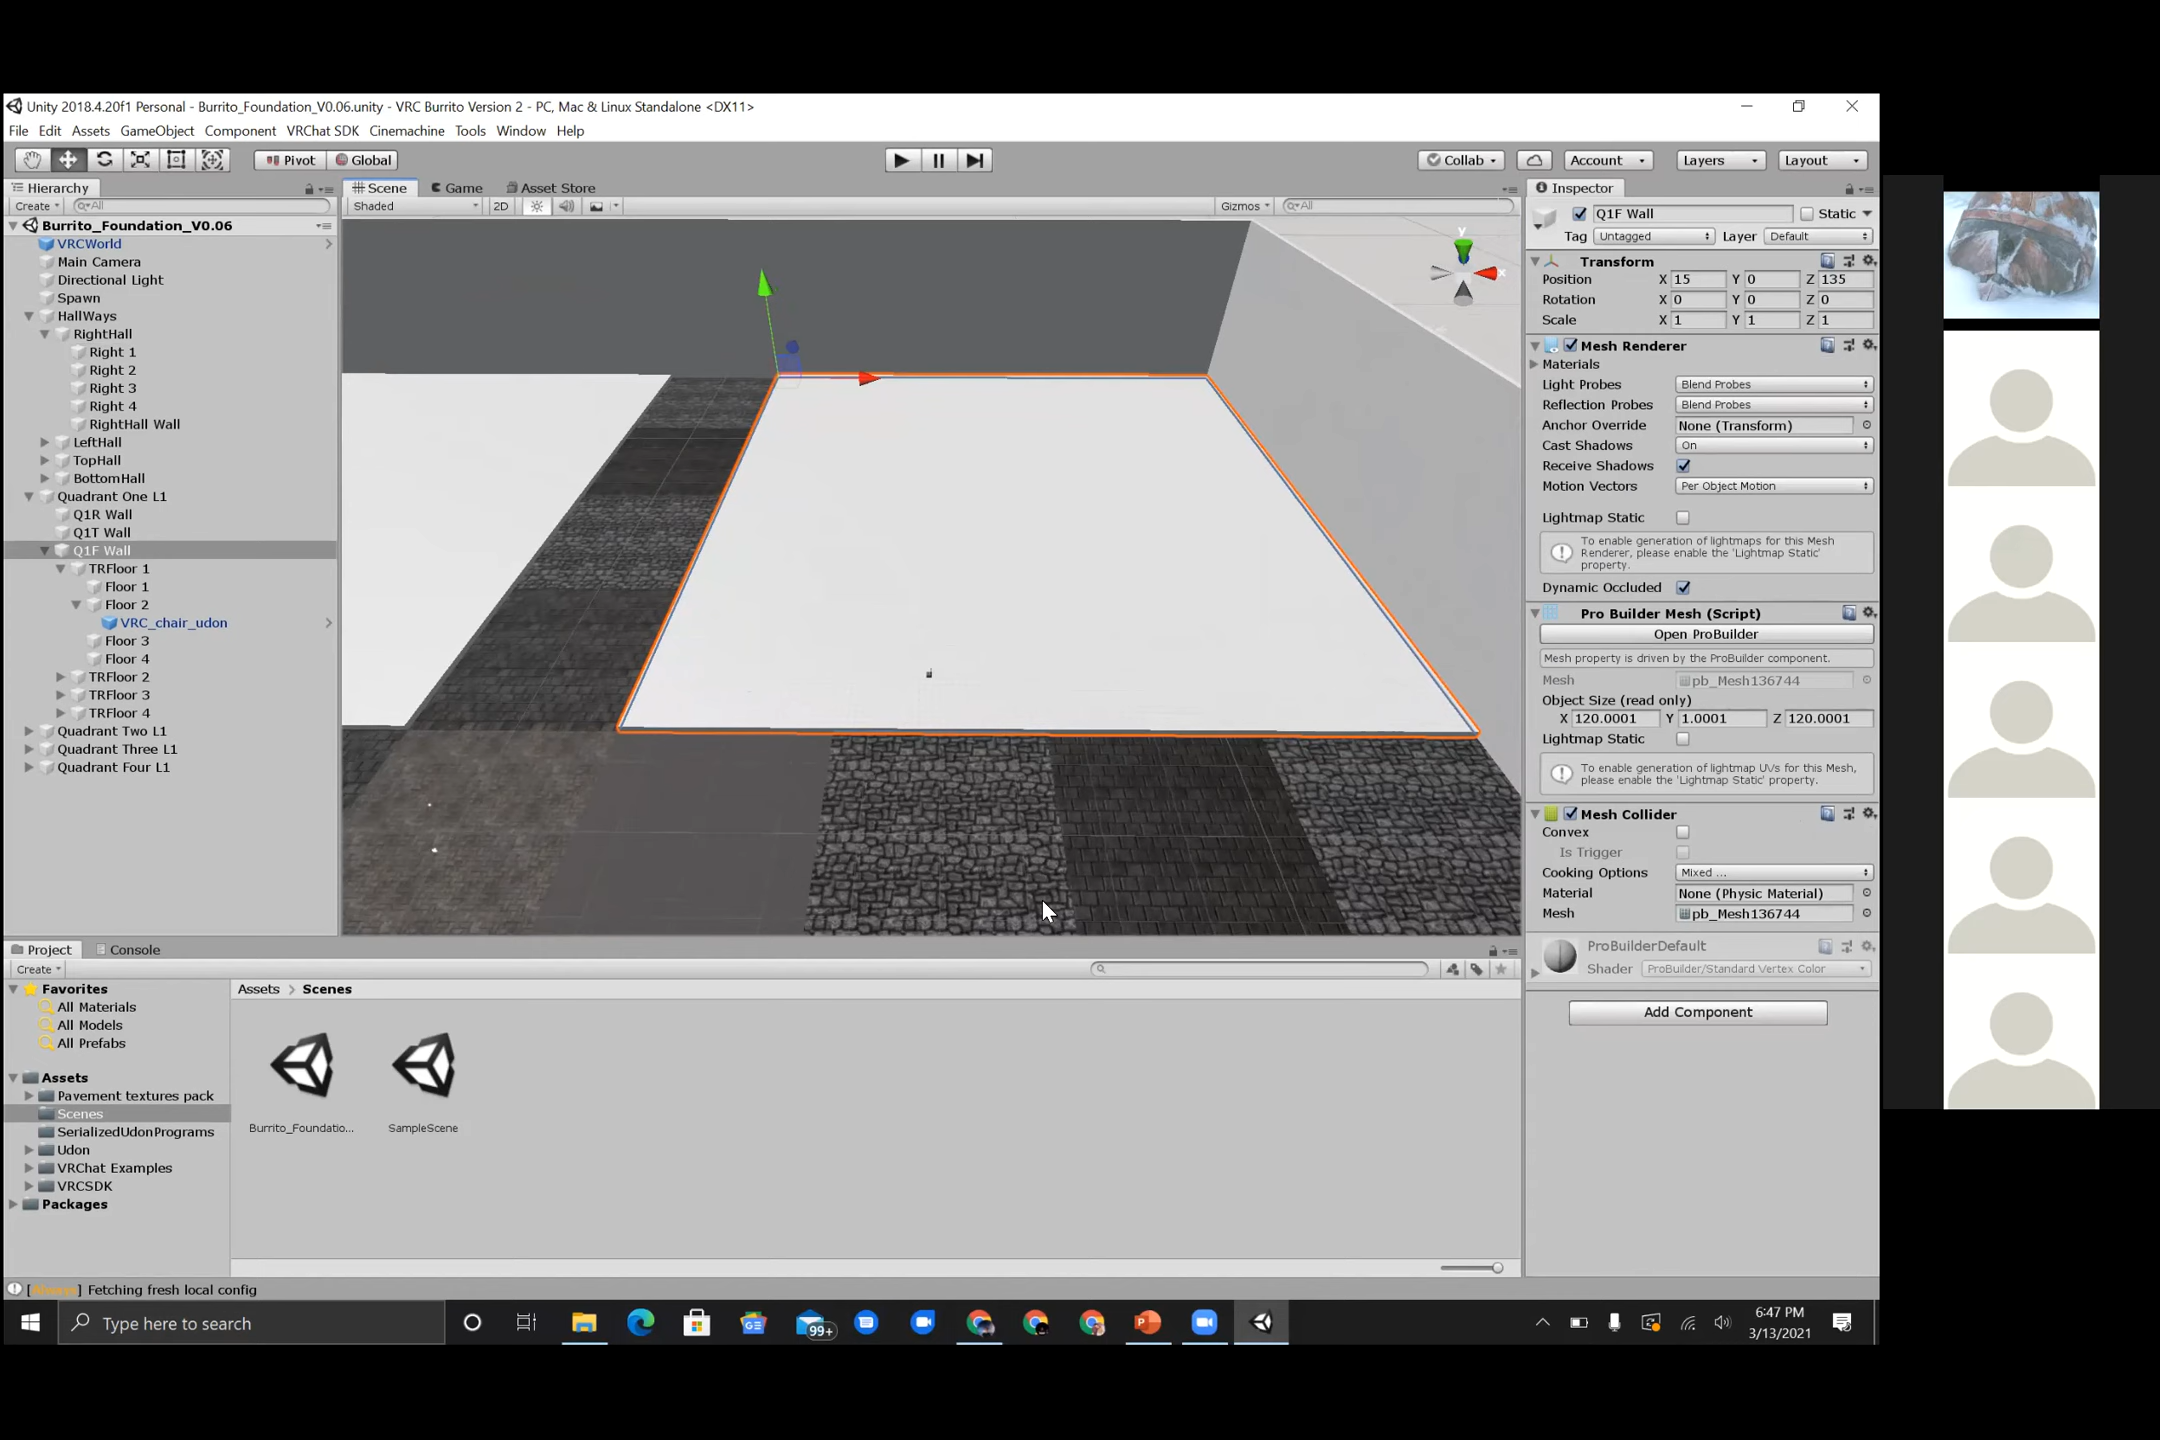 Unity 2018.4.20f1 Personal - Burrito_Foundation_V0.06.unity - VRC Burrito Version 2 - PC, Mac & Linux Standalone <DX11>
File Edit Assets GameObject Component VRChat SDK Cinemachine Tools Window Help
Pivot Global Collab Account Layers Layout
Hierarchy
Create All
Burrito_Foundation_V0.06
VRCWorld
Main Camera
Directional Light
Spawn
HallWays
RightHall
Right 1
Right 2
Right 3
Right 4
RightHall Wall
LeftHall
TopHall
BottomHall
Quadrant One L1
Q1R Wall
Q1T Wall
Q1F Wall
TRFloor 1
Floor 1
Floor 2
VRC_chair_udon
Floor 3
Floor 4
TRFloor 2
TRFloor 3
TRFloor 4
Quadrant Two L1
Quadrant Three L1
Quadrant Four L1
Scene Game Asset Store
Shaded 2D Gizmos All
y
x
Inspector
Q1F Wall Static
Tag Untagged Layer Default
Transform
Position X 15 Y 0 Z 135
Rotation X 0 Y 0 Z 0
Scale X 1 Y 1 Z 1
Mesh Renderer
Materials
Light Probes Blend Probes
Reflection Probes Blend Probes
Anchor Override None (Transform)
Cast Shadows On
Receive Shadows
Motion Vectors Per Object Motion
Lightmap Static
To enable generation of lightmaps for this Mesh
Renderer, please enable the 'Lightmap Static'
property.
Dynamic Occluded
Pro Builder Mesh (Script)
Open ProBuilder
Mesh property is driven by the ProBuilder component.
Mesh pb_Mesh136744
Object Size (read only)
X 120.0001 Y 1.0001 Z 120.0001
Lightmap Static
To enable generation of lightmap UVs for this Mesh,
please enable the 'Lightmap Static' property.
Mesh Collider
Convex
Is Trigger
Cooking Options Mixed ...
Material None (Physic Material)
Mesh pb_Mesh136744
ProBuilderDefault
Shader ProBuilder/Standard Vertex Color
Add Component
Project Console
Create
Favorites
All Materials
All Models
All Prefabs
Assets
Pavement textures pack
Scenes
SerializedUdonPrograms
Udon
VRChat Examples
VRCSDK
Packages
Assets > Scenes
Burrito_Foundatio...
SampleScene
[Always] Fetching fresh local config
Type here to search
99+
6:47 PM
3/13/2021